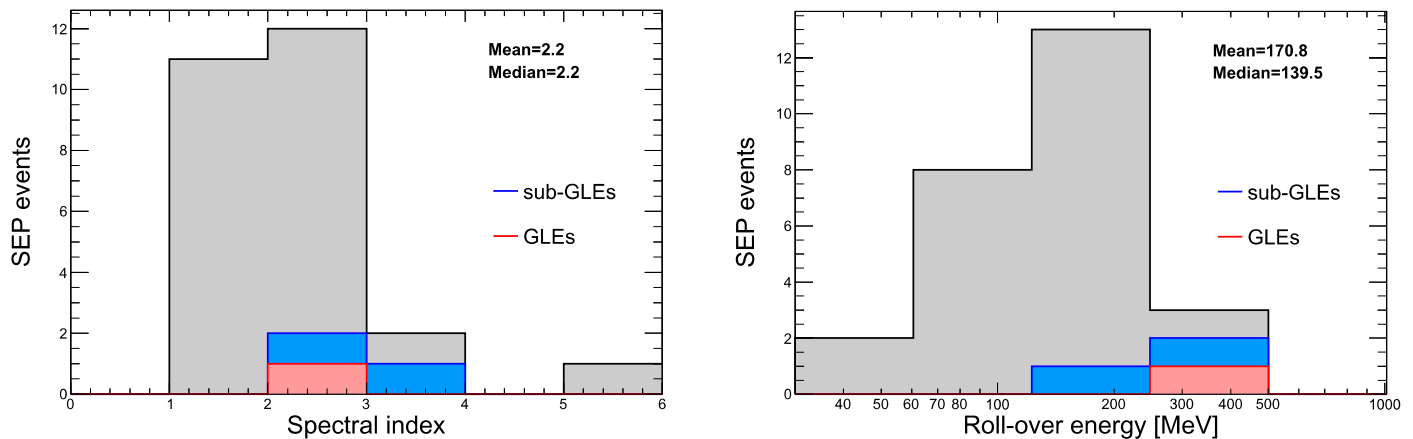 SEP events
12
10
8
6
4
2
0
Mean=2.2
Median=2.2
sub-GLEs
GLEs
0 1 2 3 4 5 6
Spectral index
SEP events
12
10
8
6
4
2
0
Mean=170.8
Median=139.5
sub-GLEs
GLEs
40 50 60 70 80 100 200 300 400 500 1000
Roll-over energy [MeV]